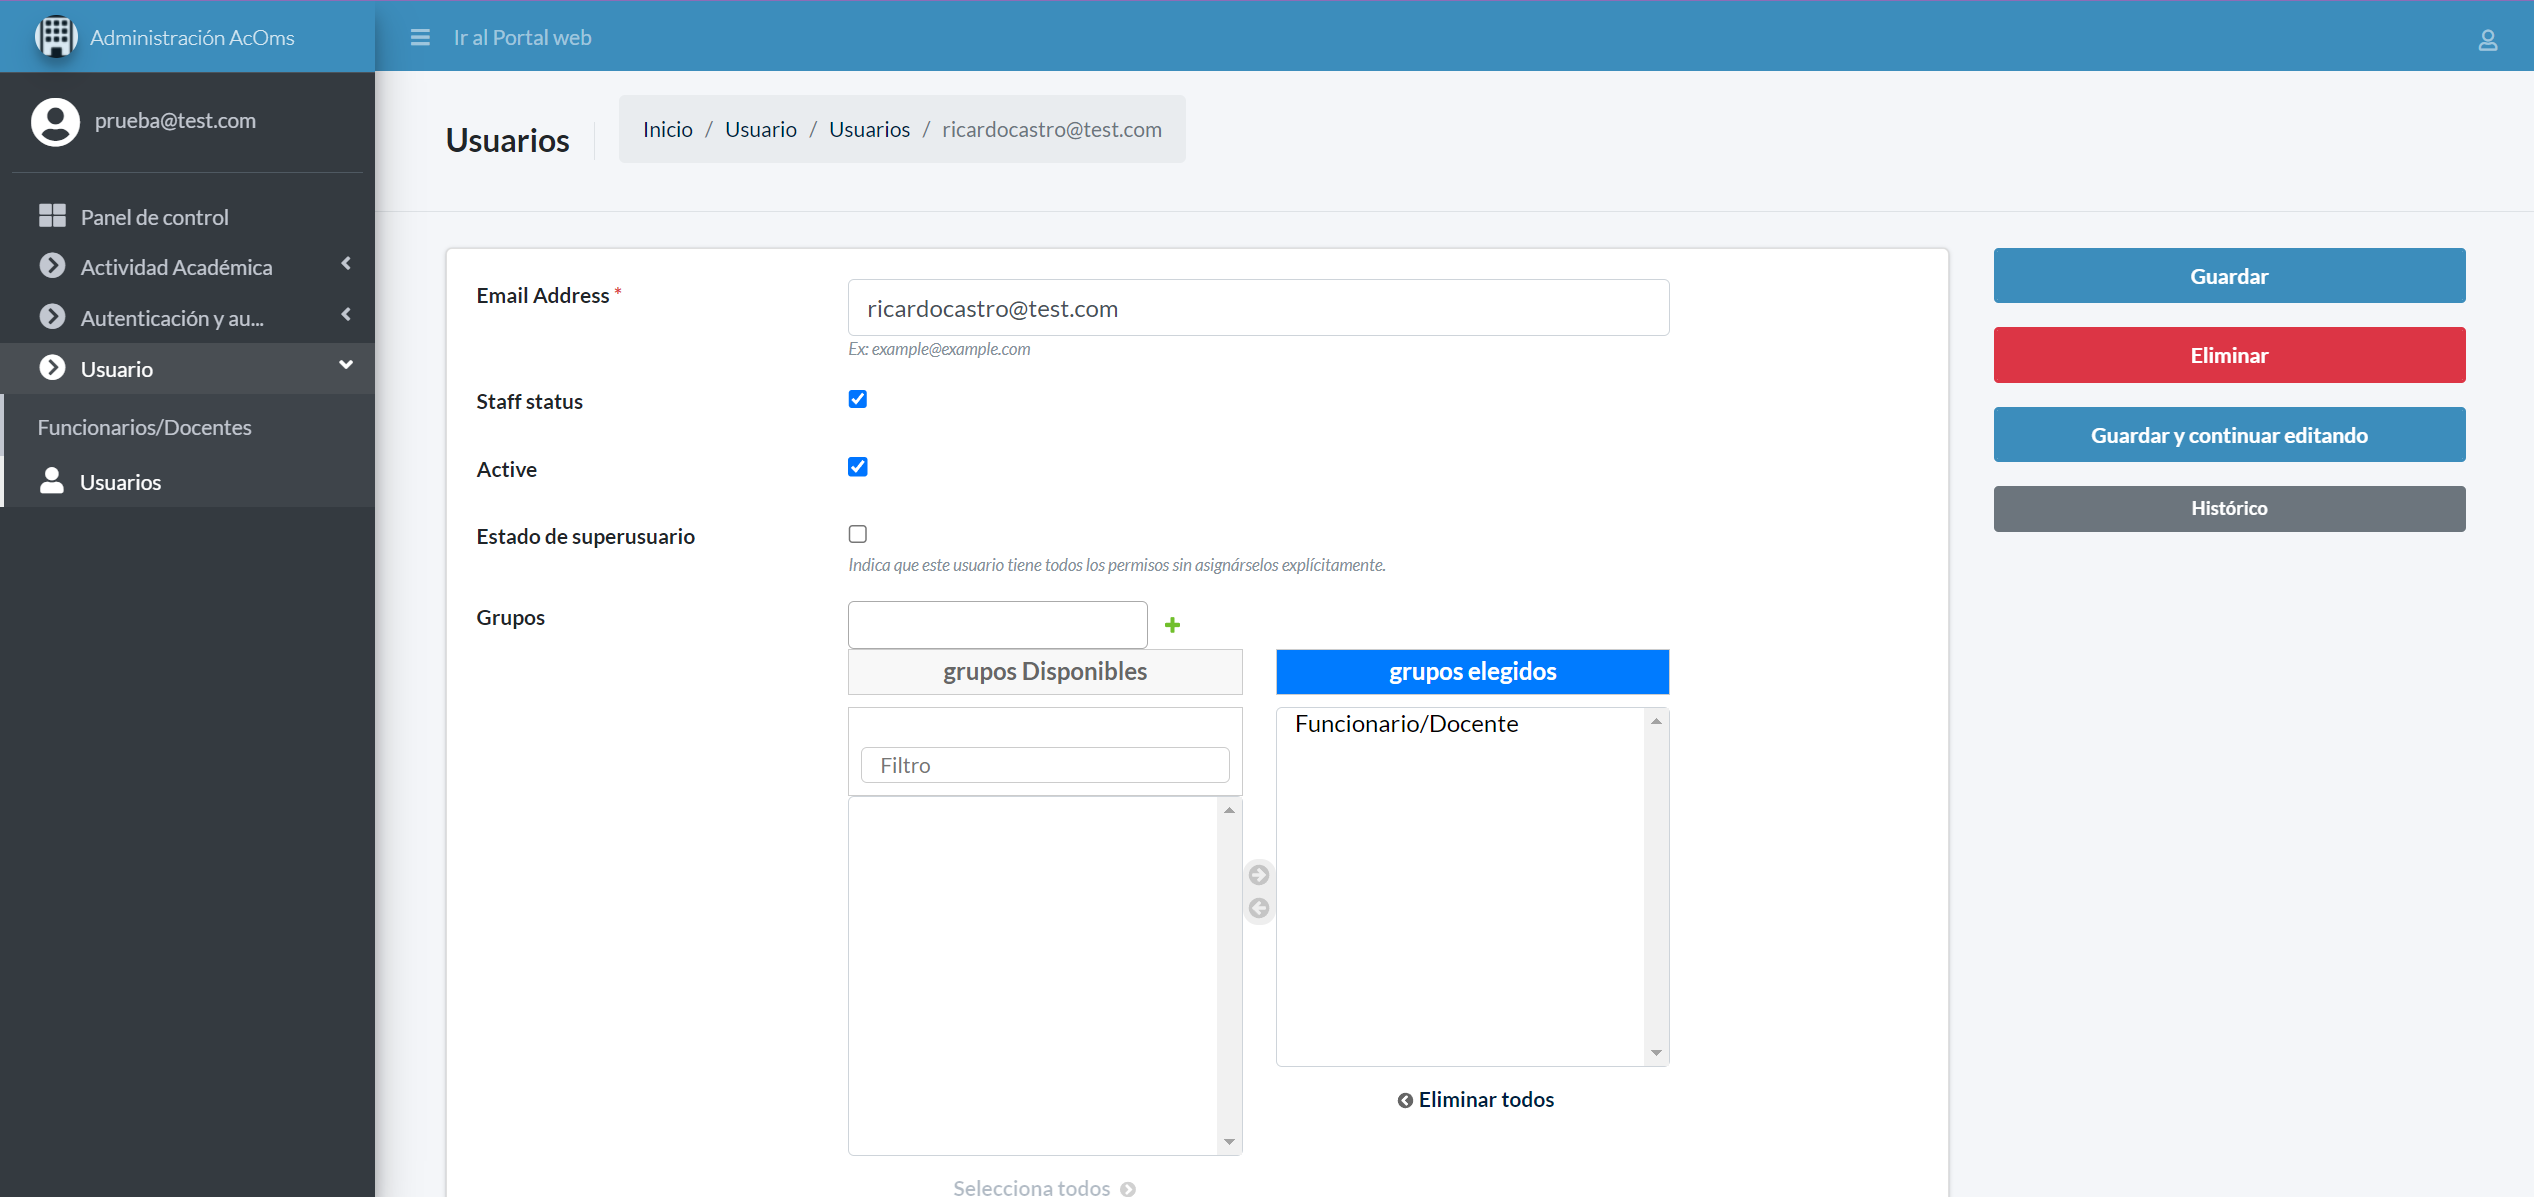 Administración AcOms
Ir al Portal web
prueba@test.com
Panel de control
Actividad Académica
Autenticación y au...
Usuario
Funcionarios/Docentes
Usuarios
Usuarios
Inicio / Usuario / Usuarios / ricardocastro@test.com
Email Address *
ricardocastro@test.com
Ex: example@example.com
Staff status
Active
Estado de superusuario
Indica que este usuario tiene todos los permisos sin asignárselos explícitamente.
Grupos
grupos Disponibles
Filtro
Selecciona todos
grupos elegidos
Funcionario/Docente
Eliminar todos
Guardar
Eliminar
Guardar y continuar editando
Histórico